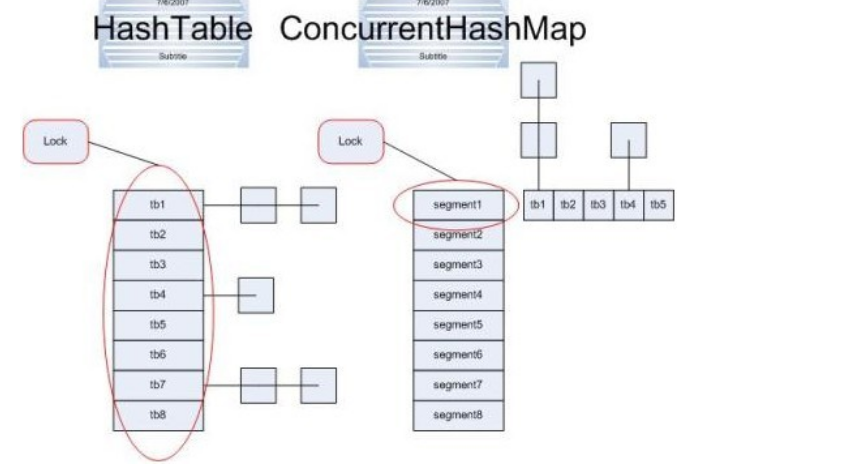 7/6/2007
7/6/2007
HashTable
ConcurrentHashMap
Subtitle
Subtitle
Lock
Lock
tb1
tb2
tb3
tb4
tb5
tb6
tb7
tb8
segment1
segment2
segment3
segment4
segment5
segment6
segment7
segment8
tb1 tb2 tb3 tb4 tb5